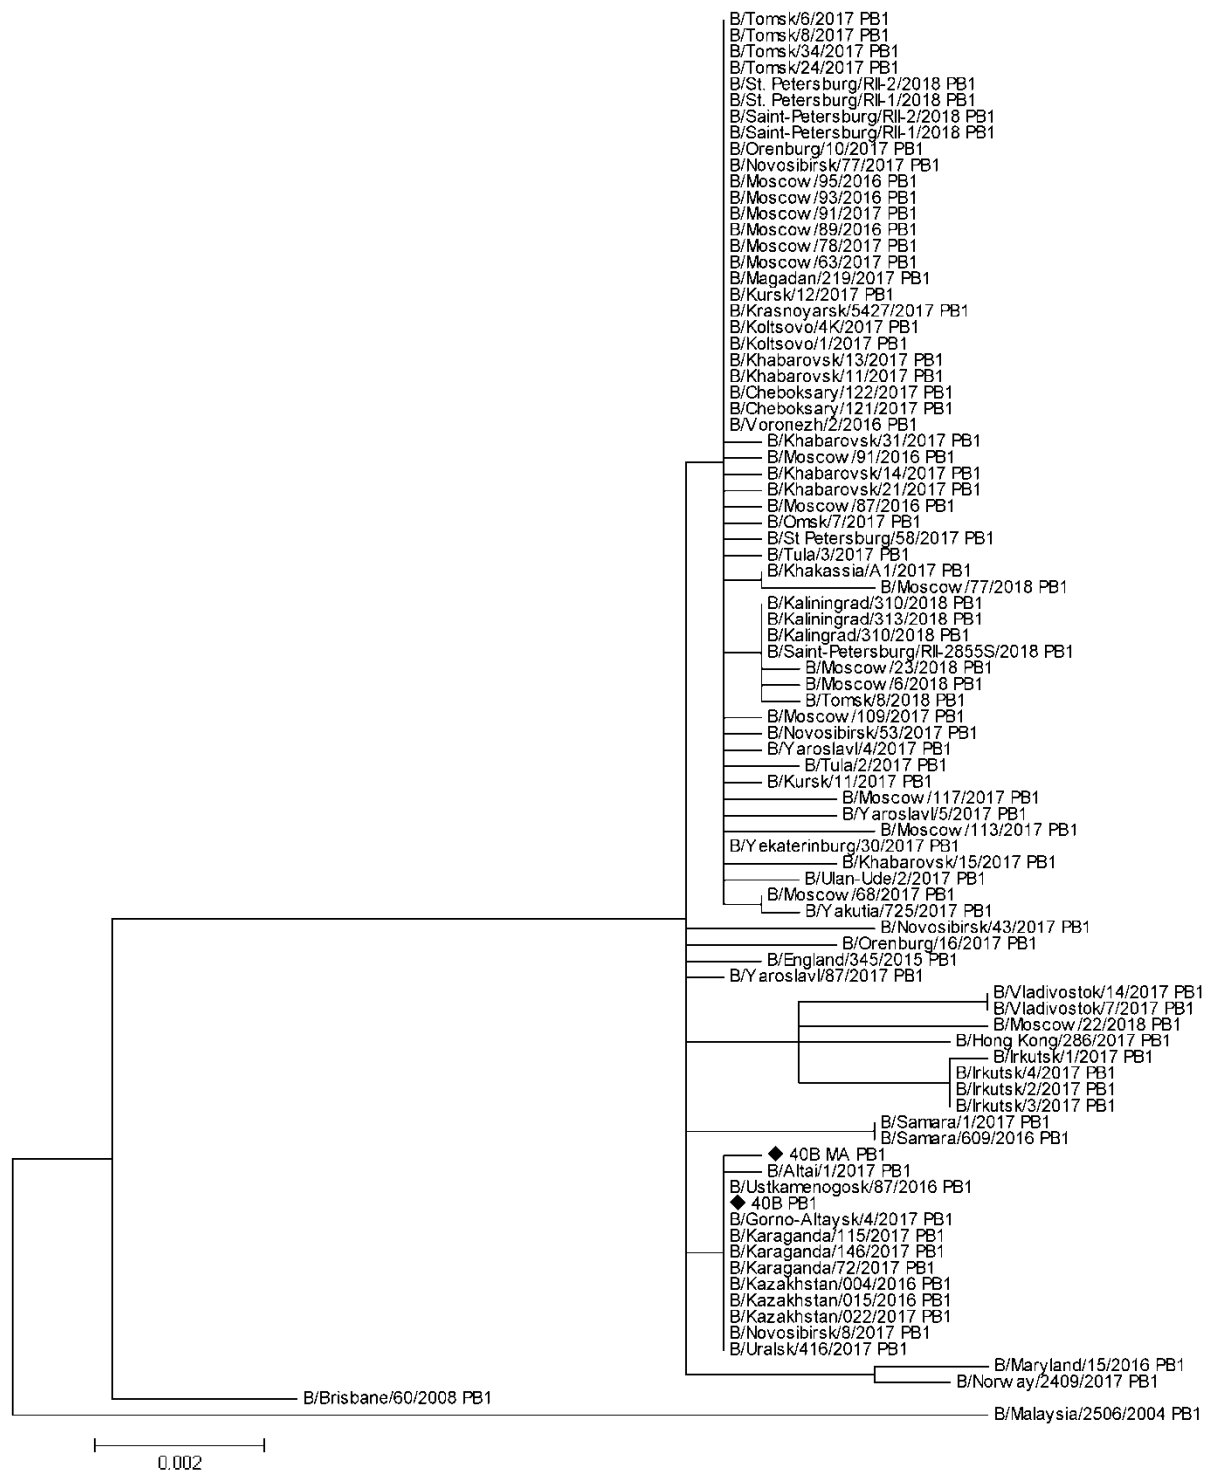 B/Tomsk/6/2017 PB1
B/Tomsk/8/2017 PB1
B/Tomsk/34/2017 PB1
B/Tomsk/24/2017 PB1
B/St. Petersburg/RII-2/2018 PB1
B/St. Petersburg/RII-1/2018 PB1
B/Saint-Petersburg/RII-2/2018 PB1
B/Saint-Petersburg/RII-1/2018 PB1
B/Orenburg/10/2017 PB1
B/Novosibirsk/77/2017 PB1
B/Moscow/95/2016 PB1
B/Moscow/93/2016 PB1
B/Moscow/91/2017 PB1
B/Moscow/89/2016 PB1
B/Moscow/78/2017 PB1
B/Moscow/63/2017 PB1
B/Magadan/219/2017 PB1
B/Kursk/12/2017 PB1
B/Krasnoyarsk/5427/2017 PB1
B/Koltsovo/4K/2017 PB1
B/Koltsovo/1/2017 PB1
B/Khabarovsk/13/2017 PB1
B/Khabarovsk/11/2017 PB1
B/Cheboksary/122/2017 PB1
B/Cheboksary/121/2017 PB1
B/Voronezh/2/2016 PB1
B/Khabarovsk/31/2017 PB1
B/Moscow/91/2016 PB1
B/Khabarovsk/14/2017 PB1
B/Khabarovsk/21/2017 PB1
B/Moscow/87/2016 PB1
B/Omsk/7/2017 PB1
B/St Petersburg/58/2017 PB1
B/Tula/3/2017 PB1
B/Khakassia/A1/2017 PB1
B/Moscow/77/2018 PB1
B/Kaliningrad/310/2018 PB1
B/Kaliningrad/313/2018 PB1
B/Kalingrad/310/2018 PB1
B/Saint-Petersburg/RII-2855S/2018 PB1
B/Moscow/23/2018 PB1
B/Moscow/6/2018 PB1
B/Tomsk/8/2018 PB1
B/Moscow/109/2017 PB1
B/Novosibirsk/53/2017 PB1
B/Yaroslavl/4/2017 PB1
B/Tula/2/2017 PB1
B/Kursk/11/2017 PB1
B/Moscow/117/2017 PB1
B/Yaroslavl/5/2017 PB1
B/Moscow/113/2017 PB1
B/Yekaterinburg/30/2017 PB1
B/Khabarovsk/15/2017 PB1
B/Ulan-Ude/2/2017 PB1
B/Moscow/68/2017 PB1
B/Yakutia/725/2017 PB1
B/Novosibirsk/43/2017 PB1
B/Orenburg/16/2017 PB1
B/England/345/2015 PB1
B/Yaroslavl/87/2017 PB1
B/Vladivostok/14/2017 PB1
B/Vladivostok/7/2017 PB1
B/Moscow/22/2018 PB1
B/Hong Kong/286/2017 PB1
B/Irkutsk/1/2017 PB1
B/Irkutsk/4/2017 PB1
B/Irkutsk/2/2017 PB1
B/Irkutsk/3/2017 PB1
B/Samara/1/2017 PB1
B/Samara/609/2016 PB1
40B MA PB1
B/Altai/1/2017 PB1
B/Ustkamenogosk/87/2016 PB1
40B PB1
B/Gorno-Altaysk/4/2017 PB1
B/Karaganda/115/2017 PB1
B/Karaganda/146/2017 PB1
B/Karaganda/72/2017 PB1
B/Kazakhstan/004/2016 PB1
B/Kazakhstan/015/2016 PB1
B/Kazakhstan/022/2017 PB1
B/Novosibirsk/8/2017 PB1
B/Uralsk/416/2017 PB1
B/Maryland/15/2016 PB1
B/Norway/2409/2017 PB1
B/Brisbane/60/2008 PB1
B/Malaysia/2506/2004 PB1
0.002